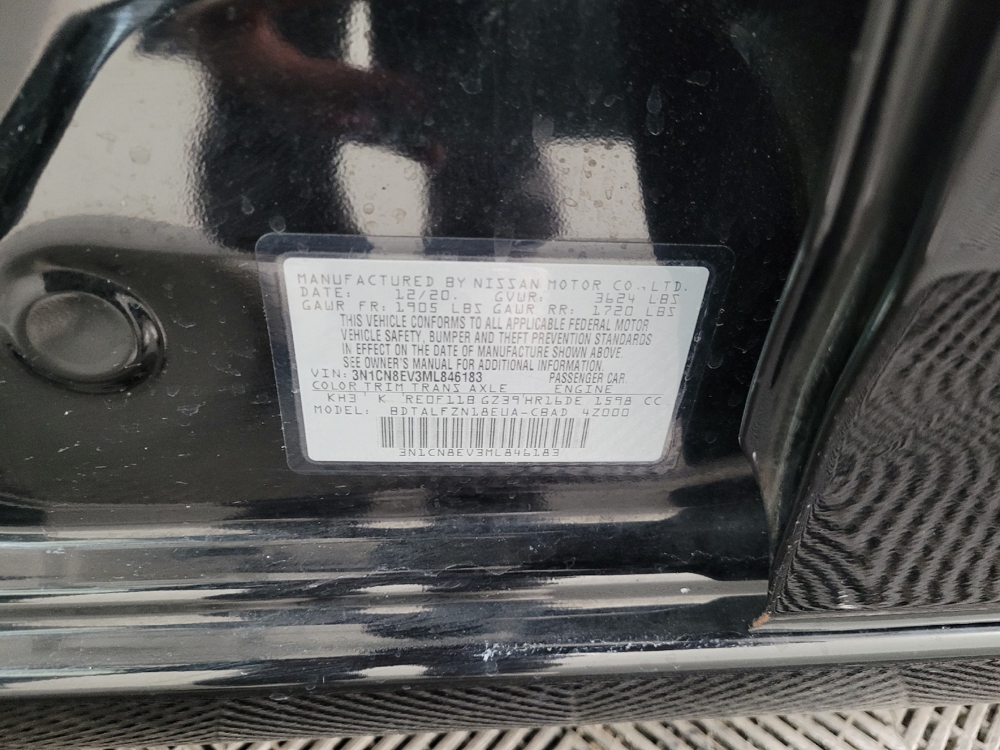 MANUFACTURED BY NISSAN MOTOR CO.,LTD.
DATE: 12/20. GVWR: 3624 LBS
GAWR FR: 1905 LBS GAWR RR: 1720 LBS
THIS VEHICLE CONFORMS TO ALL APPLICABLE FEDERAL MOTOR
VEHICLE SAFETY, BUMPER AND THEFT PREVENTION STANDARDS
IN EFFECT ON THE DATE OF MANUFACTURE SHOWN ABOVE.
SEE OWNER'S MANUAL FOR ADDITIONAL INFORMATION.
VIN: 3N1CN8EV3ML846183 PASSENGER CAR
COLOR TRIM TRANS AXLE ENGINE
KH3 K RE0F11B GZ39 HR16DE 1598 CC
MODEL: BDTALFZN18EUA-CBAD 4Z000
3N1CN8EV3ML846183